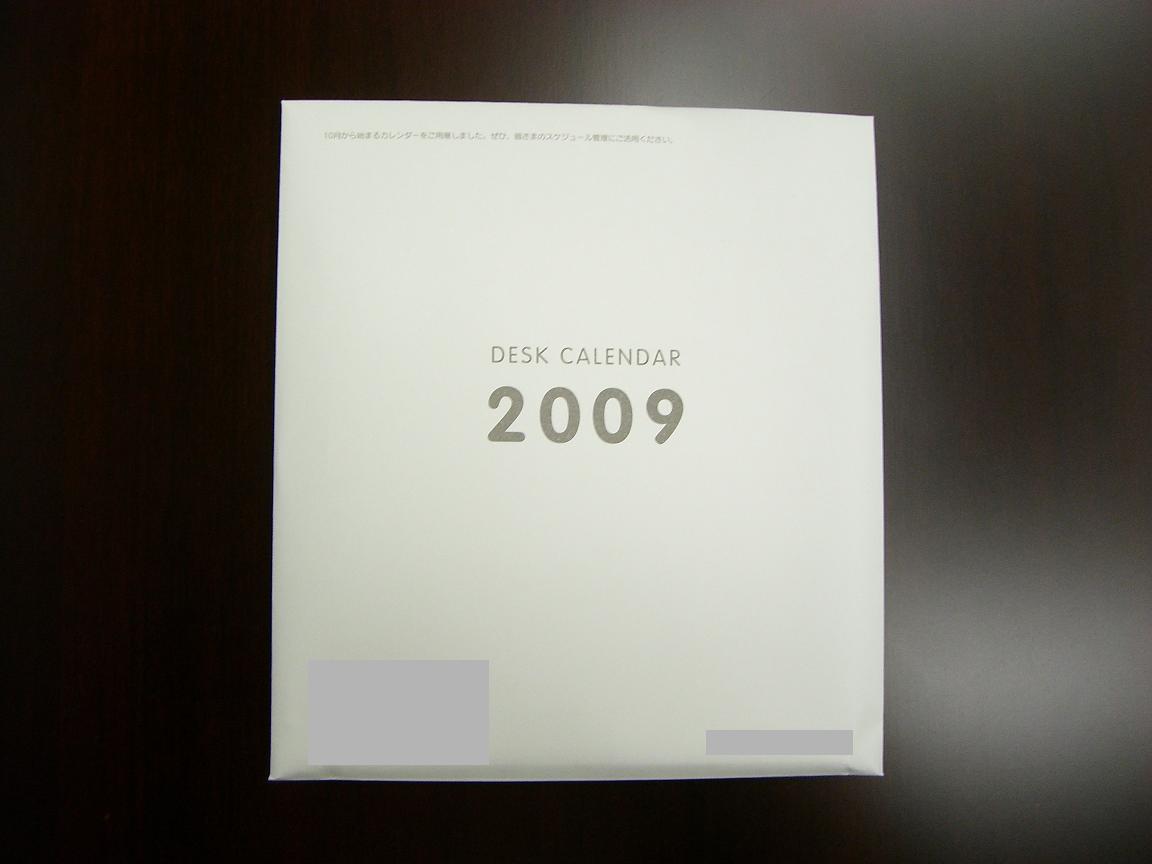 10月から始まるカレンダーをご用意しました。ぜひ、皆さまのスケジュール管理にご活用ください。
DESK CALENDAR
2009